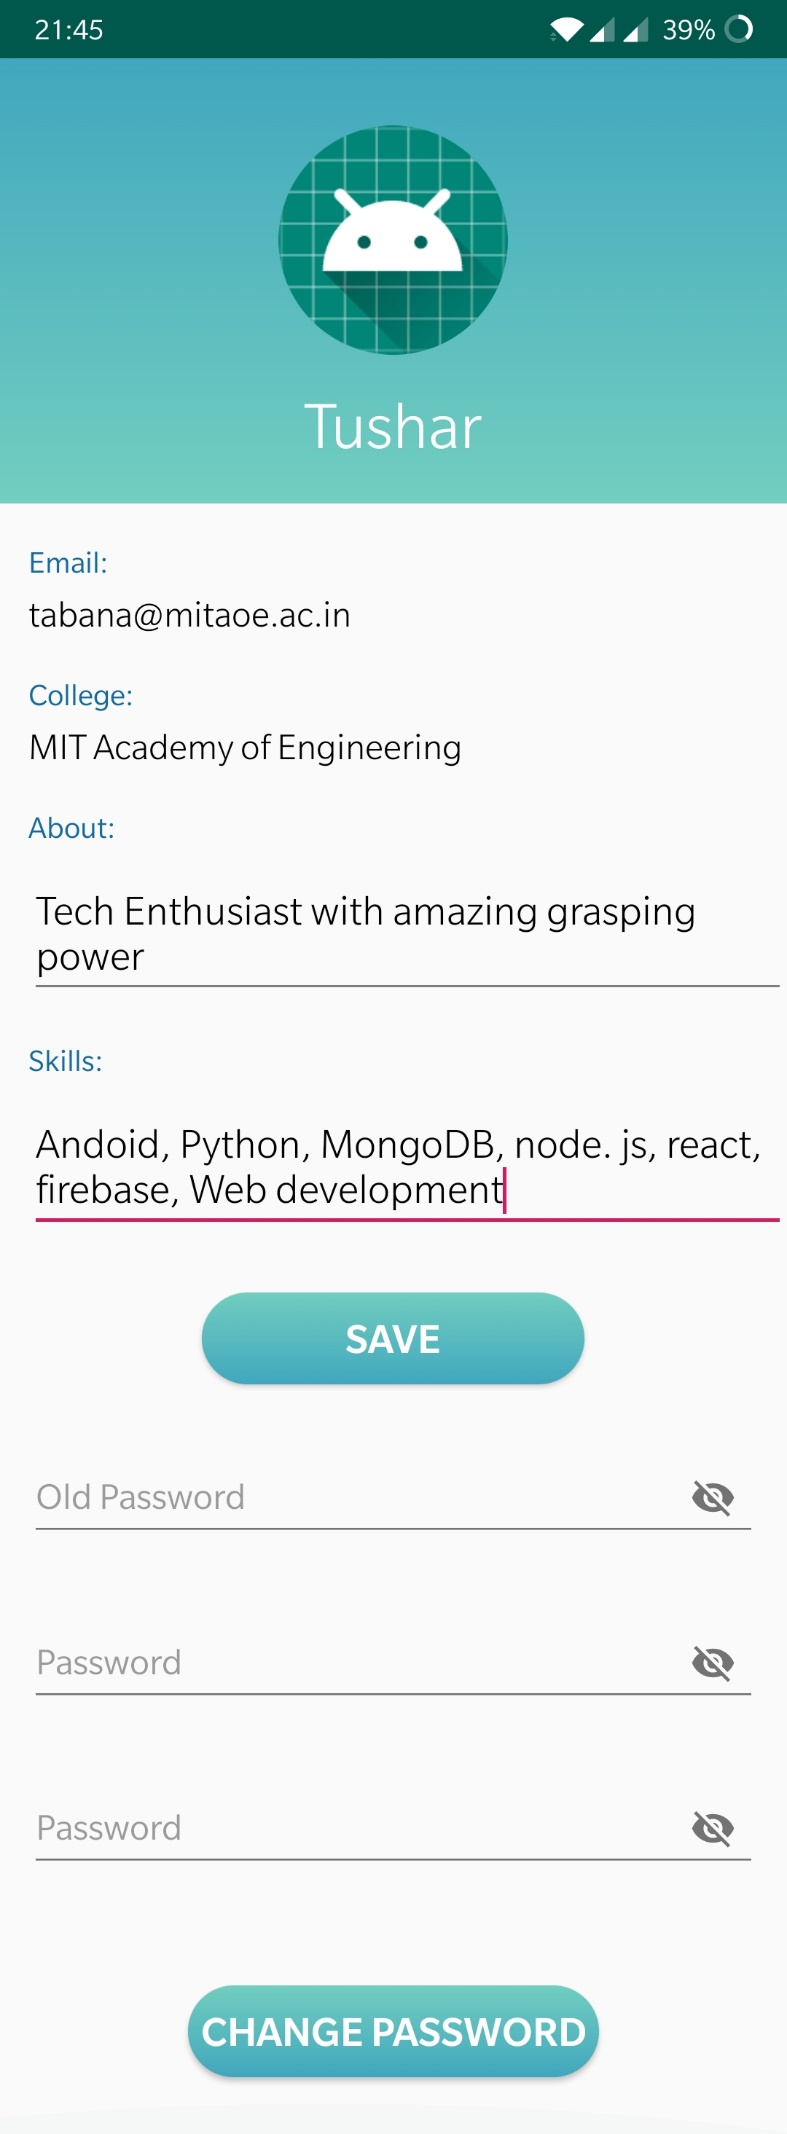 21:45
39%
Tushar
Email:
tabana@mitaoe.ac.in
College:
MIT Academy of Engineering
About:
Tech Enthusiast with amazing grasping
power
Skills:
Andoid, Python, MongoDB, node. js, react,
firebase, Web development
SAVE
Old Password
Password
Password
CHANGE PASSWORD